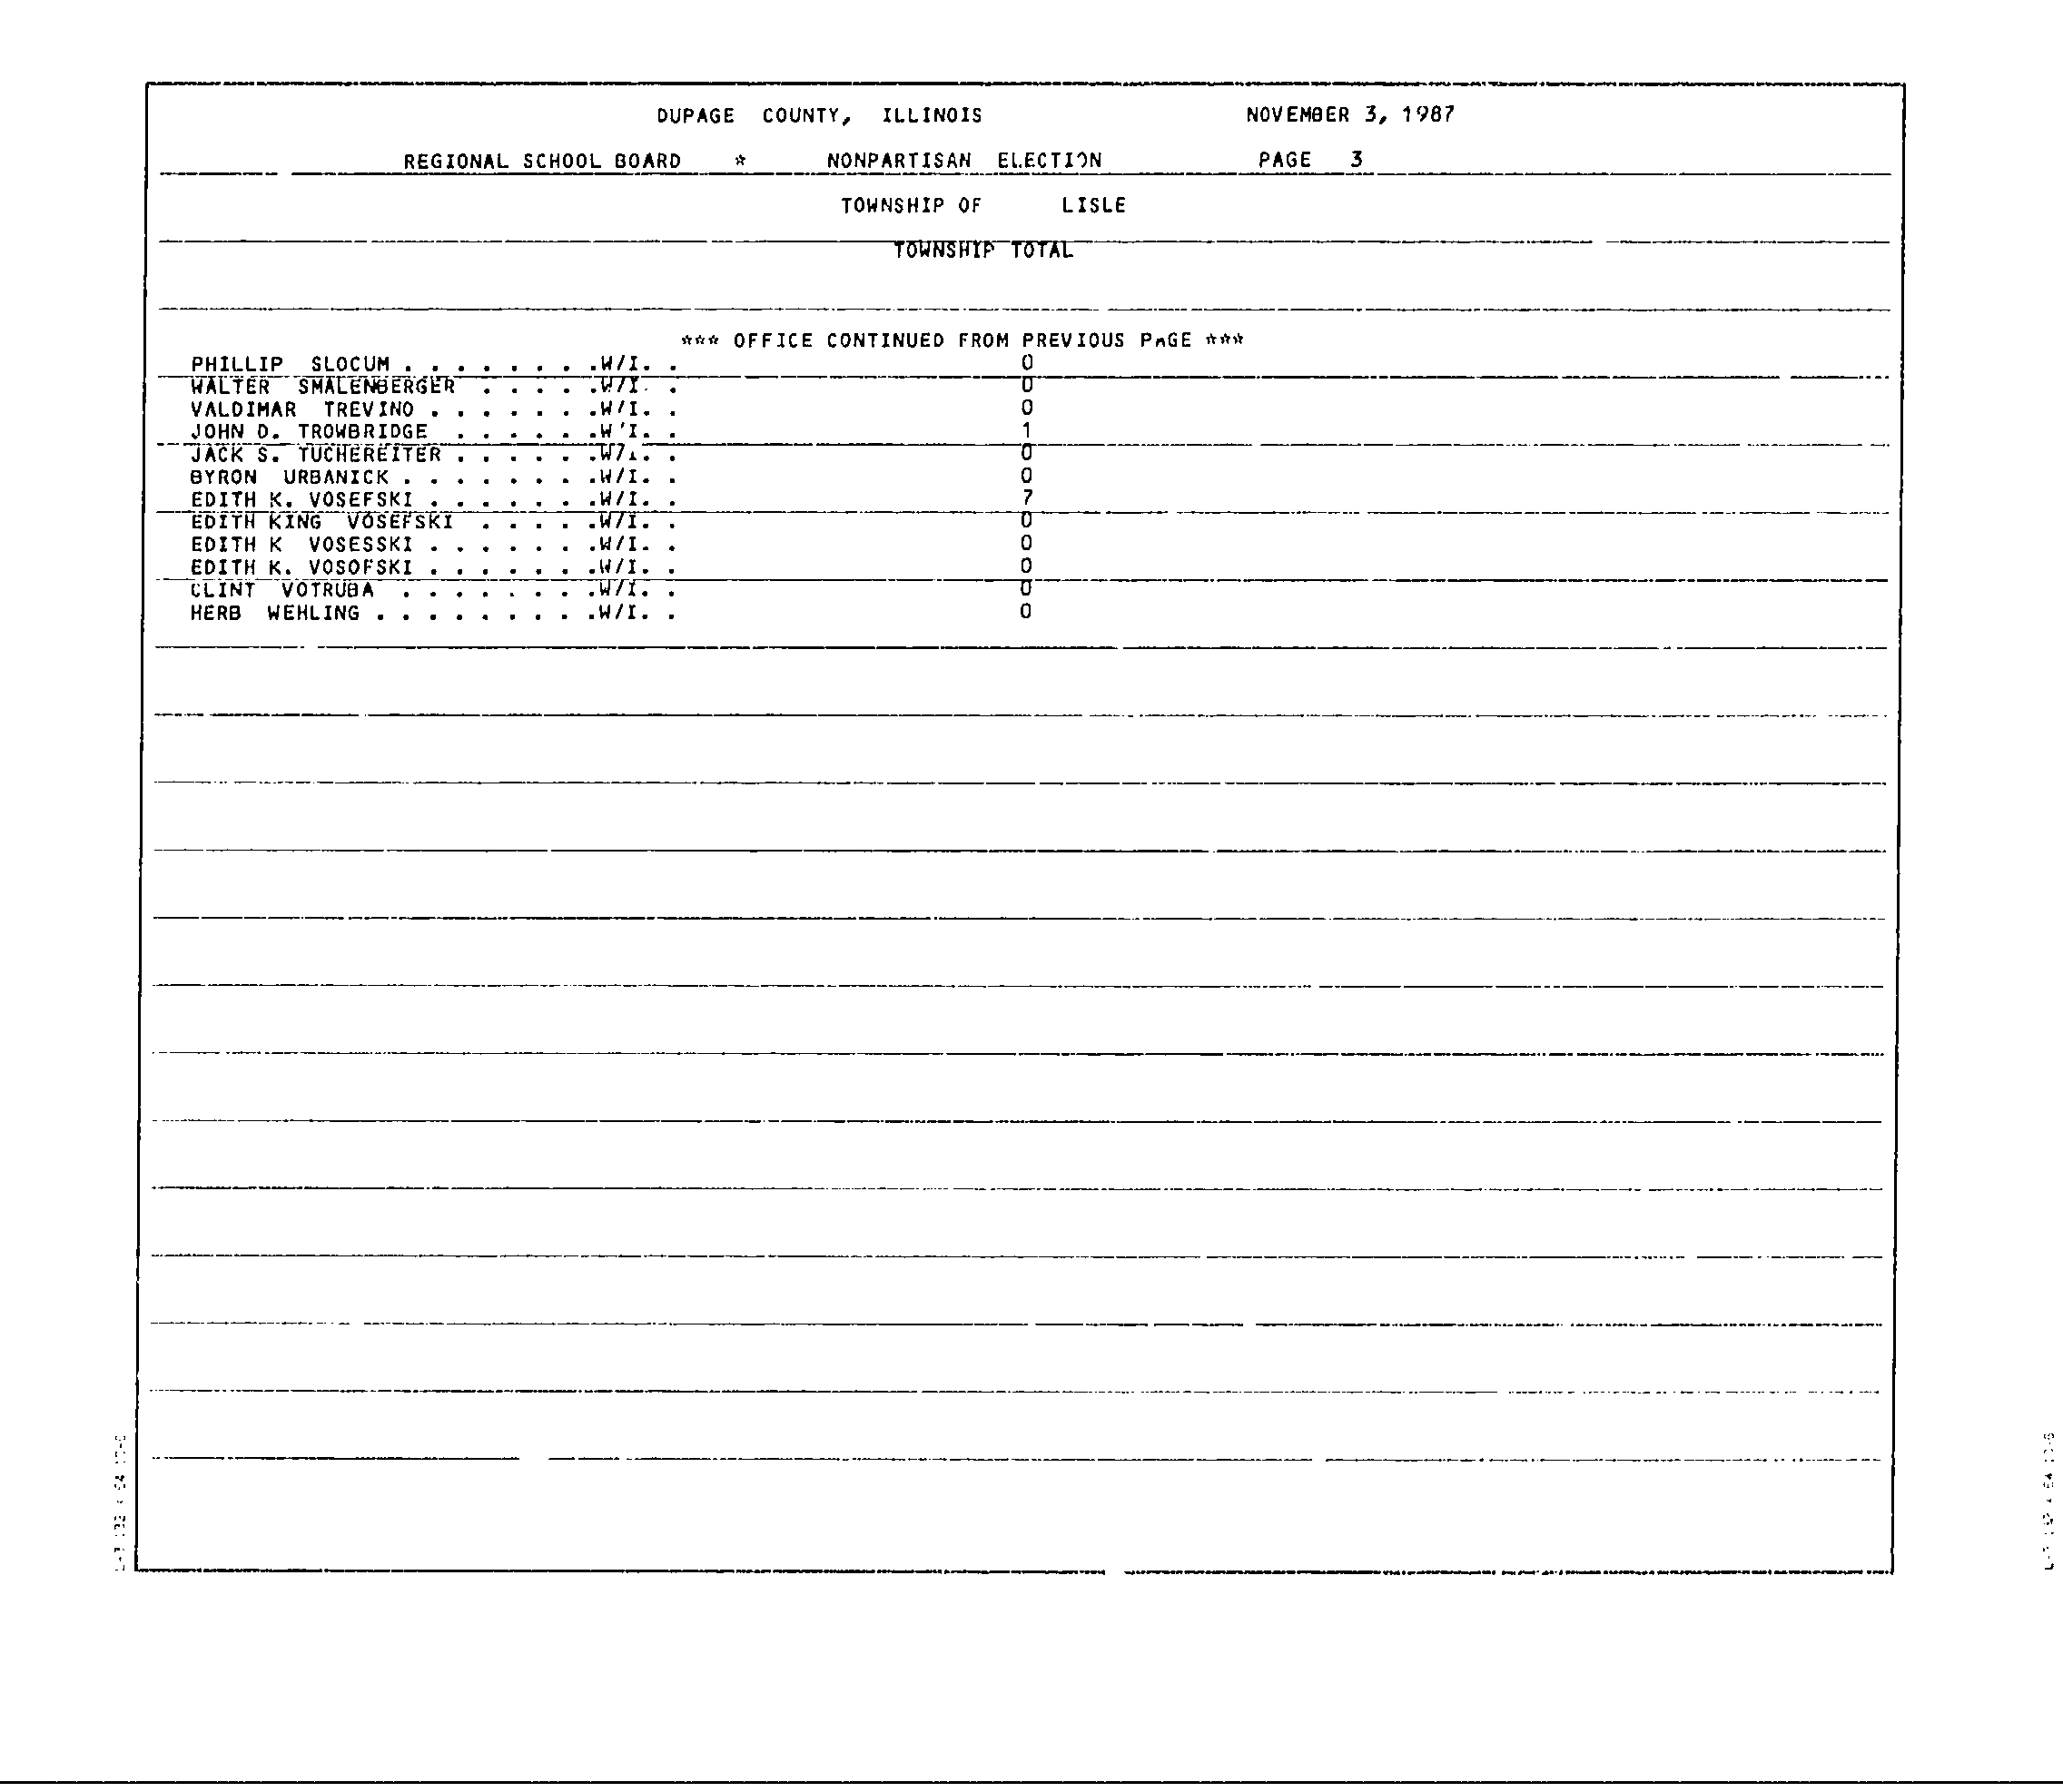 DUPAGE COUNTY, ILLINOIS NOVEMBER 3, 1987
REGIONAL SCHOOL BOARD * NONPARTISAN ELECTION PAGE 3
TOWNSHIP OF LISLE
TOWNSHIP TOTAL
*** OFFICE CONTINUED FROM PREVIOUS PAGE ***
PHILLIP SLOCUM . . . . . . . .W/I. . 0
WALTER SMALENBERGER . . . . .W/I. . 0
VALDIMAR TREVINO . . . . . . .W/I. . 0
JOHN D. TROWBRIDGE . . . . . .W'I. . 1
JACK S. TUCHEREITER . . . . . .W/I. . 0
BYRON URBANICK . . . . . . . .W/I. . 0
EDITH K. VOSEFSKI . . . . . . .W/I. . 7
EDITH KING VOSEFSKI . . . . .W/I. . 0
EDITH K VOSESSKI . . . . . . .W/I. . 0
EDITH K. VOSOFSKI . . . . . . .W/I. . 0
CLINT VOTRUBA . . . . . . . .W/I. . 0
HERB WEHLING . . . . . . . . .W/I. . 0